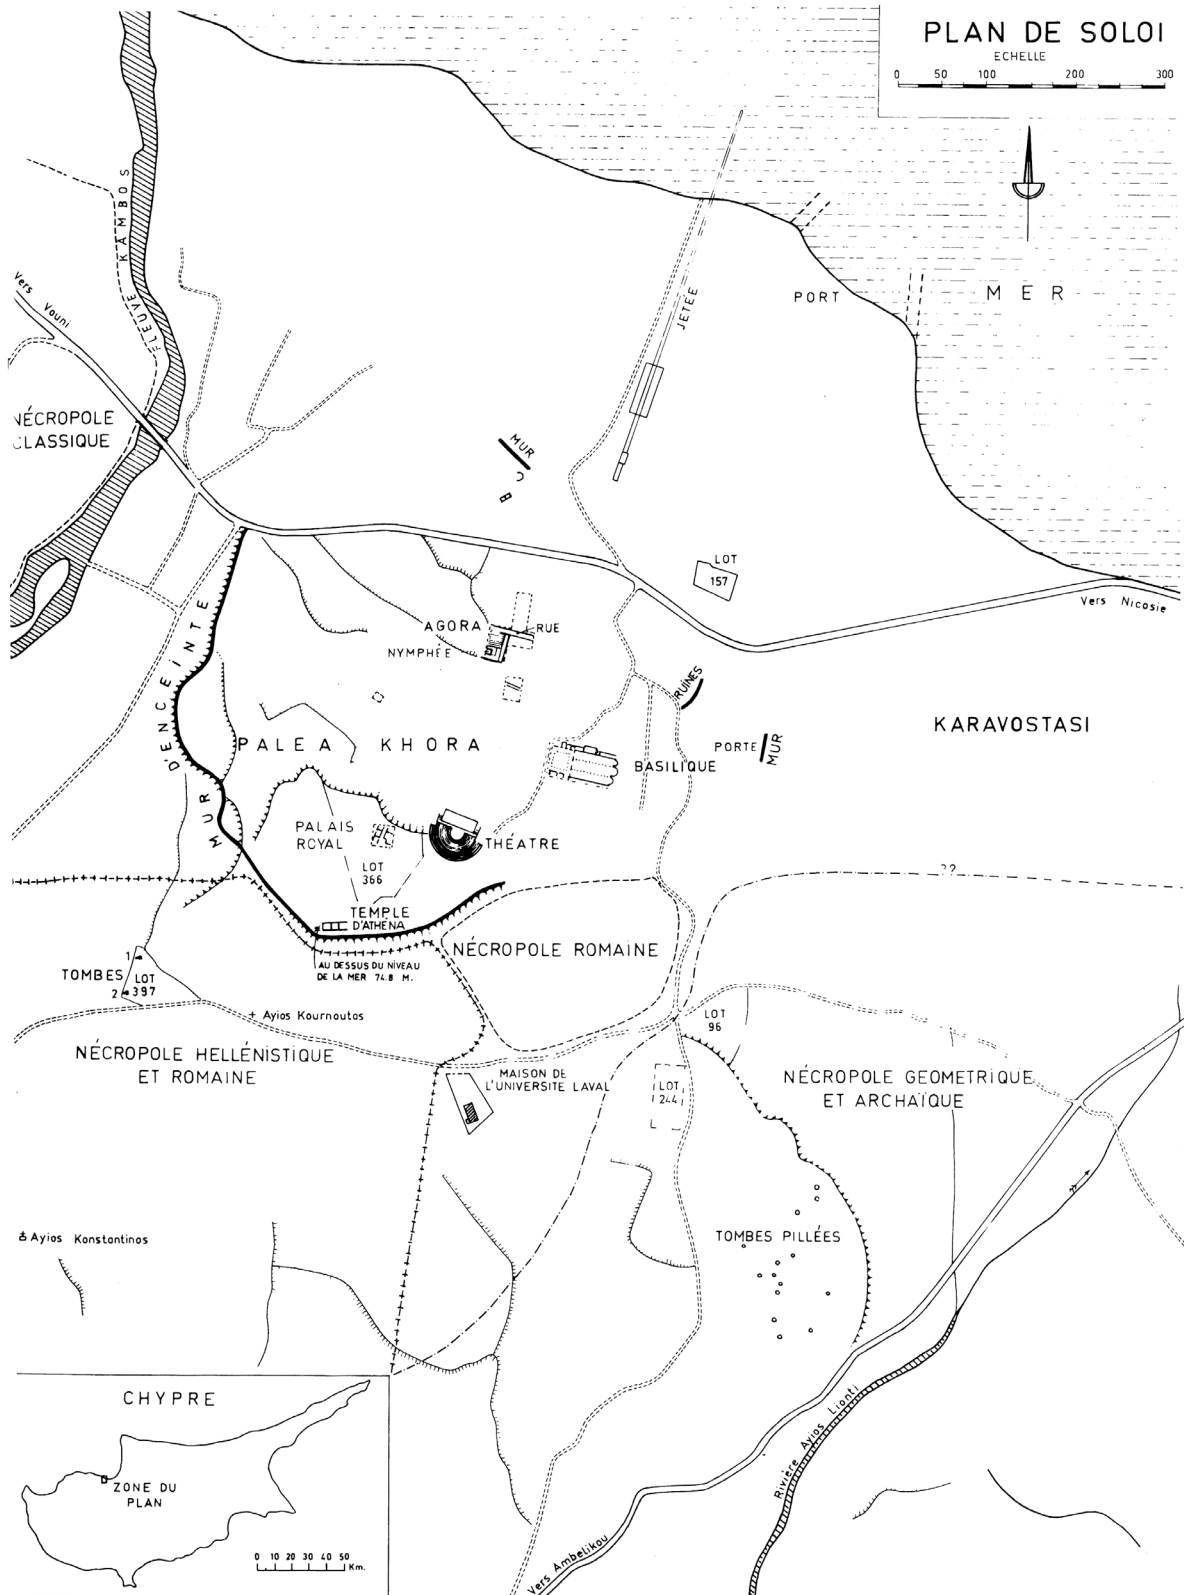 PLAN DE SOLOI
ECHELLE
0 50 100 200 300
FLEUVE KAMBOS
Vers Vouni
JETÉE
PORT
MER
NÉCROPOLE
CLASSIQUE
MUR
LOT
157
Vers Nicosie
AGORA
RUE
NYMPHÉE
MUR D'ENCEINTE
RUINES
KARAVOSTASI
PALEA KHORA
PORTE
MUR
BASILIQUE
PALAIS
ROYAL
THÉATRE
LOT
366
??
TEMPLE
D'ATHÉNA
NÉCROPOLE ROMAINE
AU DESSUS DU NIVEAU
DE LA MER 74.8 M.
1
TOMBES
LOT
397
2
+ Ayios Kournoutas
LOT
96
NÉCROPOLE HELLÉNISTIQUE
ET ROMAINE
MAISON DE
L'UNIVERSITE LAVAL
LOT
244
NÉCROPOLE GEOMETRIQUE
ET ARCHAÏQUE
TOMBES PILLÉES
Ayios Konstantinos
CHYPRE
ZONE DU
PLAN
0 10 20 30 40 50 Km.
Rivière Ayios Lionti
Vers Ambelikou